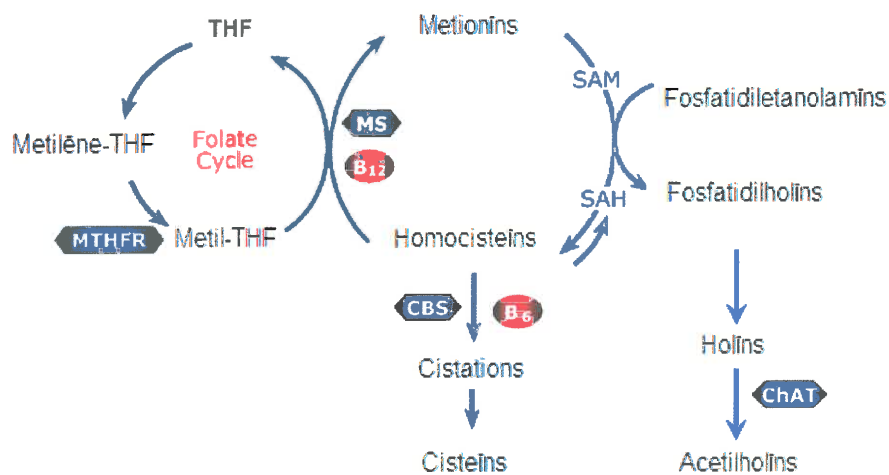 THF
Metionīns
SAM
Fosfatidiletanolamīns
MS
Metilēne-THF
Folate
Cycle
B12
Fosfatidilholīns
SAH
MTHFR
Metil-THF
Homocisteīns
CBS
B6
Holīns
Cistations
ChAT
Cisteīns
Acetilholīns